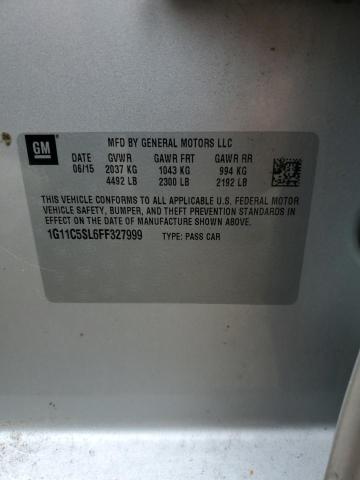 GM
MFD BY GENERAL MOTORS LLC
DATE GVWR GAWR FRT GAWR RR
06/15 2037 KG 1043 KG 994 KG
4492 LB 2300 LB 2192 LB
THIS VEHICLE CONFORMS TO ALL APPLICABLE U.S. FEDERAL MOTOR
VEHICLE SAFETY, BUMPER, AND THEFT PREVENTION STANDARDS IN
EFFECT ON THE DATE OF MANUFACTURE SHOWN ABOVE.
1G11C5SL6FF327999 TYPE: PASS CAR